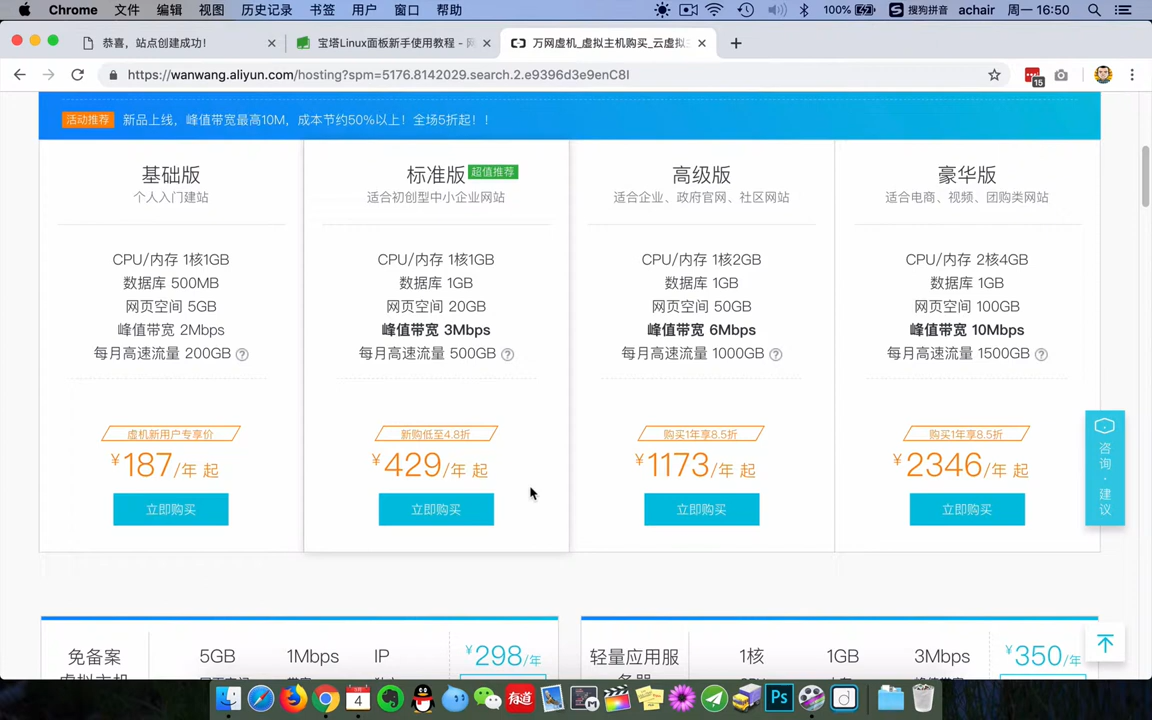 Chrome 文件 编辑 视图 历史记录 书签 用户 窗口 帮助 100% 搜狗拼音 achair 周一 16:50
恭喜，站点创建成功！ 宝塔Linux面板新手使用教程 - 万网虚机_虚拟主机购买_云虚拟
https://wanwang.aliyun.com/hosting?spm=5176.8142029.search.2.e9396d3e9enC8I
15
活动推荐 新品上线，峰值带宽最高10M，成本节约50%以上！全场5折起！！
基础版
个人入门建站
CPU/内存 1核1GB
数据库 500MB
网页空间 5GB
峰值带宽 2Mbps
每月高速流量 200GB ?
虚机新用户专享价
¥187/年 起
立即购买
标准版 超值推荐
适合初创型中小企业网站
CPU/内存 1核1GB
数据库 1GB
网页空间 20GB
峰值带宽 3Mbps
每月高速流量 500GB ?
新购低至4.8折
¥429/年 起
立即购买
高级版
适合企业、政府官网、社区网站
CPU/内存 1核2GB
数据库 1GB
网页空间 50GB
峰值带宽 6Mbps
每月高速流量 1000GB ?
购买1年享8.5折
¥1173/年 起
立即购买
豪华版
适合电商、视频、团购类网站
CPU/内存 2核4GB
数据库 1GB
网页空间 100GB
峰值带宽 10Mbps
每月高速流量 1500GB ?
购买1年享8.5折
¥2346/年 起
立即购买
咨询·建议
免备案 5GB 1Mbps IP ¥298/年
虚拟主机
轻量应用服 1核 1GB 3Mbps ¥350/年
务器
4 有道 Ps d